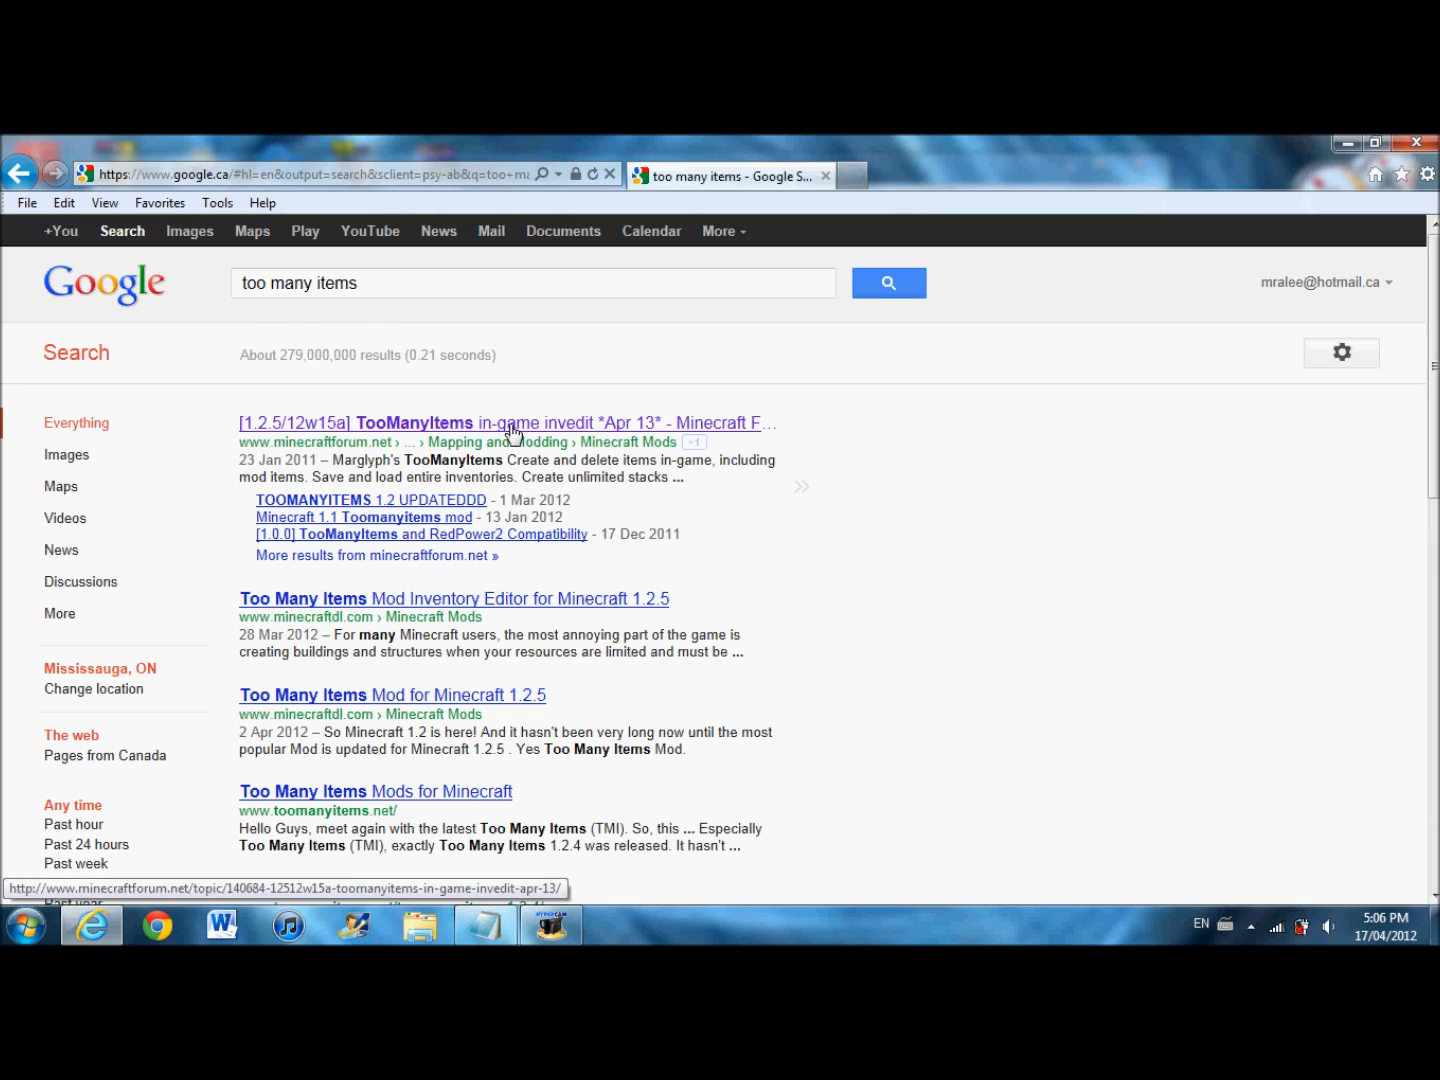 https://www.google.ca/#hl=en&output=search&sclient=psy-ab&q=too+ma
too many items - Google S...
File Edit View Favorites Tools Help
+You Search Images Maps Play YouTube News Mail Documents Calendar More
Google
too many items
mralee@hotmail.ca
Search
About 279,000,000 results (0.21 seconds)
Everything
Images
Maps
Videos
News
Discussions
More
Mississauga, ON
Change location
The web
Pages from Canada
Any time
Past hour
Past 24 hours
Past week
Past year
[1.2.5/12w15a] TooManyItems in-game invedit *Apr 13* - Minecraft F...
www.minecraftforum.net › ... › Mapping and Modding › Minecraft Mods +1
23 Jan 2011 – Marglyph's TooManyItems Create and delete items in-game, including
mod items. Save and load entire inventories. Create unlimited stacks ...
TOOMANYITEMS 1.2 UPDATEDDD - 1 Mar 2012
Minecraft 1.1 Toomanyitems mod - 13 Jan 2012
[1.0.0] TooManyItems and RedPower2 Compatibility - 17 Dec 2011
More results from minecraftforum.net »
Too Many Items Mod Inventory Editor for Minecraft 1.2.5
www.minecraftdl.com › Minecraft Mods
28 Mar 2012 – For many Minecraft users, the most annoying part of the game is
creating buildings and structures when your resources are limited and must be ...
Too Many Items Mod for Minecraft 1.2.5
www.minecraftdl.com › Minecraft Mods
2 Apr 2012 – So Minecraft 1.2 is here! And it hasn't been very long now until the most
popular Mod is updated for Minecraft 1.2.5 . Yes Too Many Items Mod.
Too Many Items Mods for Minecraft
www.toomanyitems.net/
Hello Guys, meet again with the latest Too Many Items (TMI). So, this ... Especially
Too Many Items (TMI), exactly Too Many Items 1.2.4 was released. It hasn't ...
http://www.minecraftforum.net/topic/140684-12512w15a-toomanyitems-in-game-invedit-apr-13/
HYPERCAM
EN
5:06 PM
17/04/2012